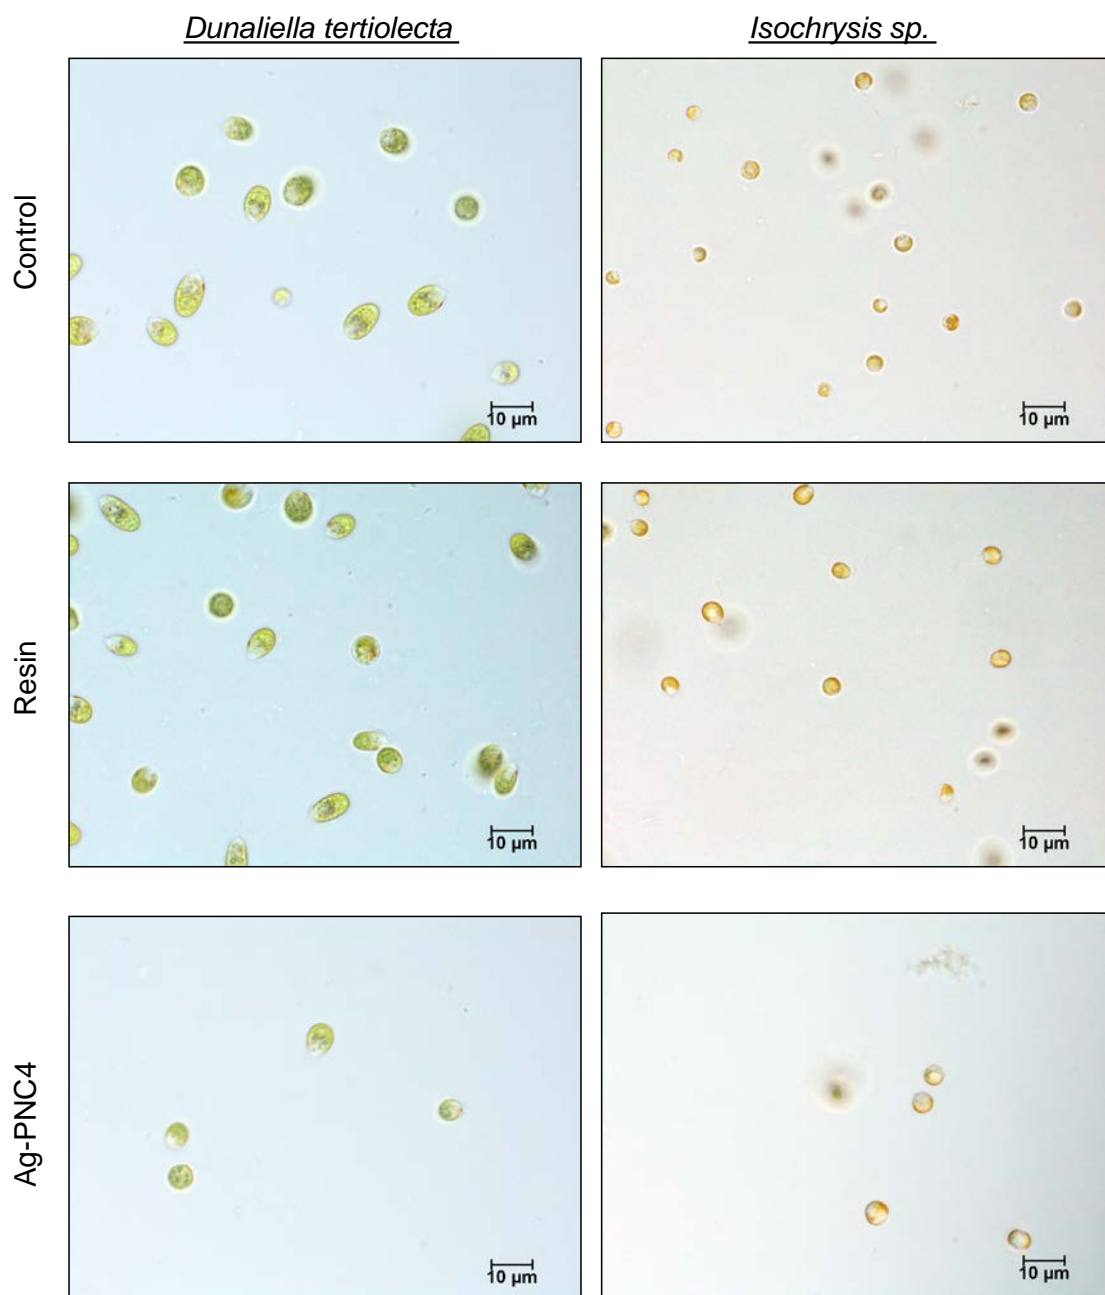 Dunaliella tertiolecta
Isochrysis sp.
Control
10 µm
10 µm
Resin
10 µm
10 µm
Ag-PNC4
10 µm
10 µm